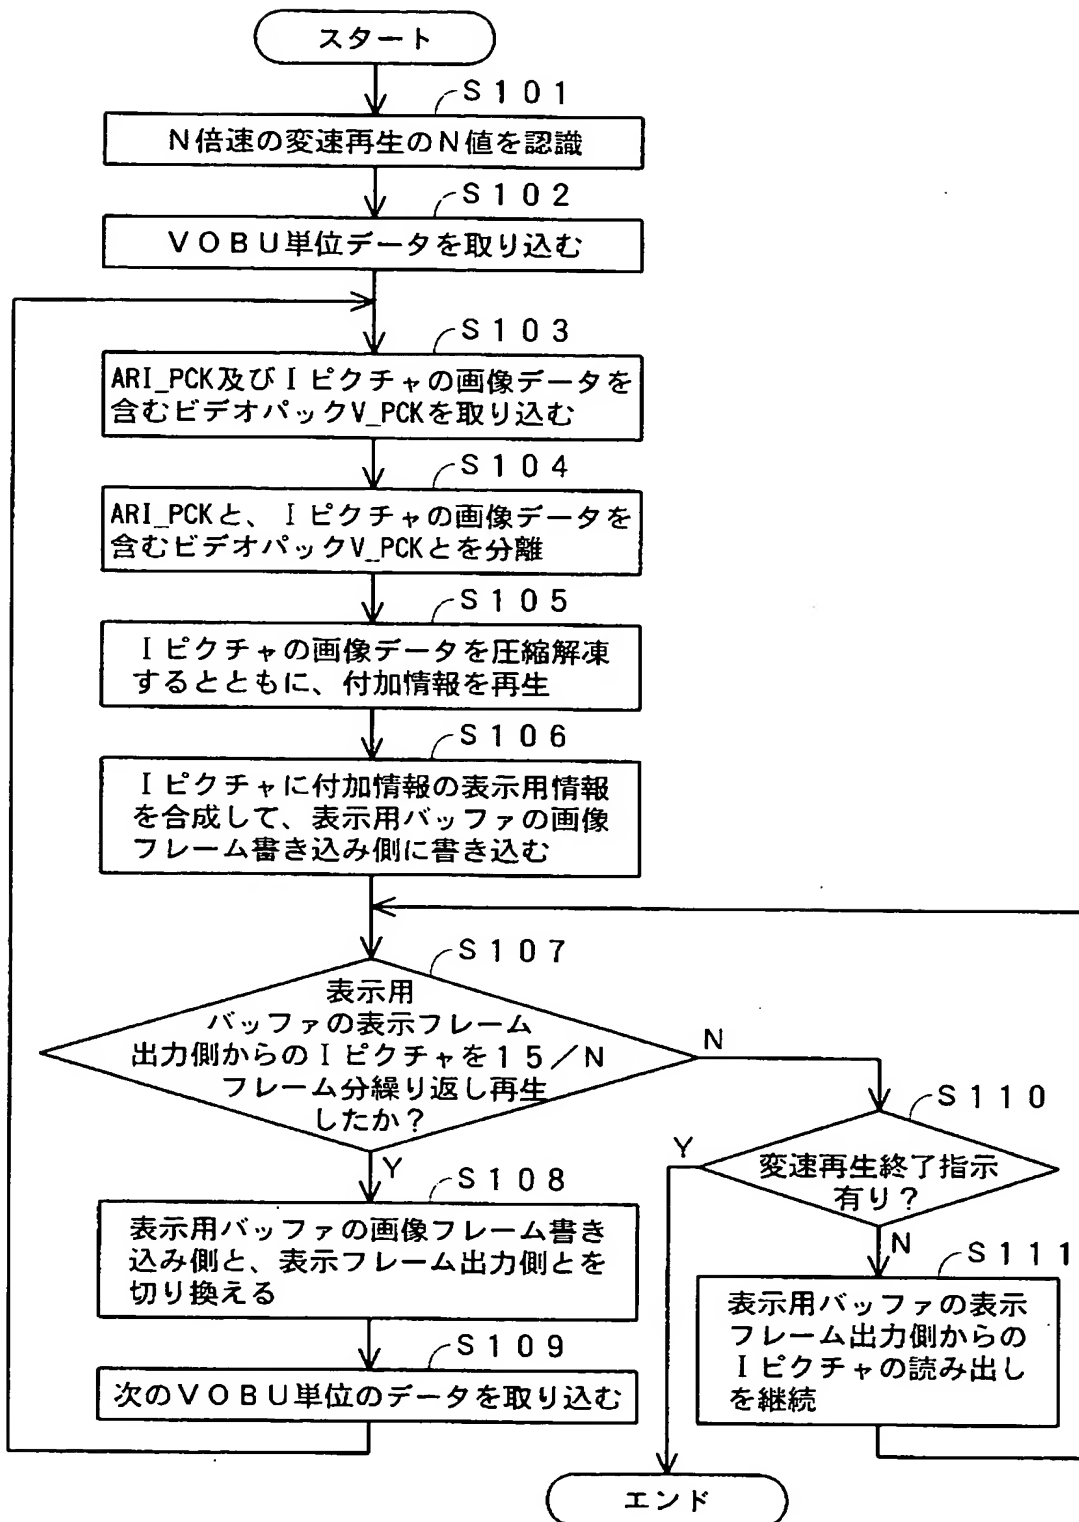 スタート
S101
N倍速の変速再生のN値を認識
S102
VOBU単位データを取り込む
S103
ARI_PCK及びIピクチャの画像データを
含むビデオパックV_PCKを取り込む
S104
ARI_PCKと、Iピクチャの画像データを
含むビデオパックV_PCKとを分離
S105
Iピクチャの画像データを圧縮解凍
するとともに、付加情報を再生
S106
Iピクチャに付加情報の表示用情報
を合成して、表示用バッファの画像
フレーム書き込み側に書き込む
S107
表示用
バッファの表示フレーム
出力側からのIピクチャを15/N
フレーム分繰り返し再生
したか?
N
Y
S108
表示用バッファの画像フレーム書き
込み側と、表示フレーム出力側とを
切り換える
S109
次のVOBU単位のデータを取り込む
S110
変速再生終了指示
有り?
Y
N
S111
表示用バッファの表示
フレーム出力側からの
Iピクチャの読み出し
を継続
エンド